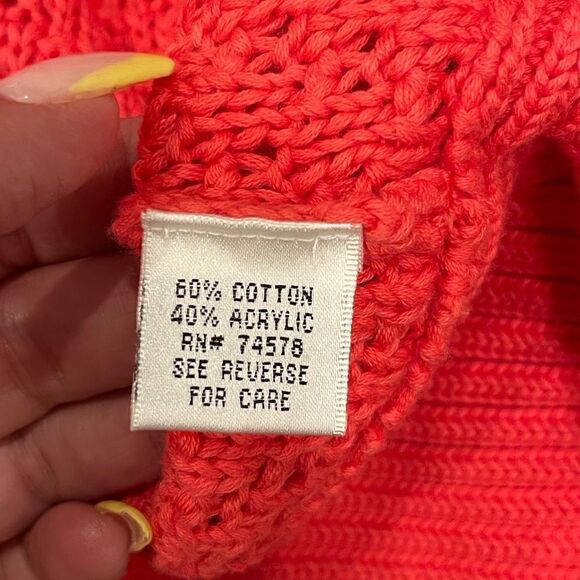 60% COTTON
40% ACRYLIC
RN# 74578
SEE REVERSE
FOR CARE